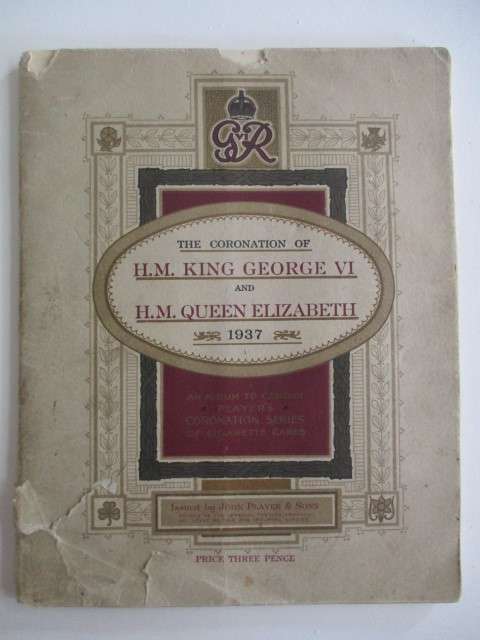 GVIR
THE CORONATION OF
H.M. KING GEORGE VI
AND
H.M. QUEEN ELIZABETH
1937
AN ALBUM TO CONTAIN
PLAYER'S
CORONATION SERIES
OF CIGARETTE CARDS
Issued by JOHN PLAYER & SONS
PRICE THREE PENCE